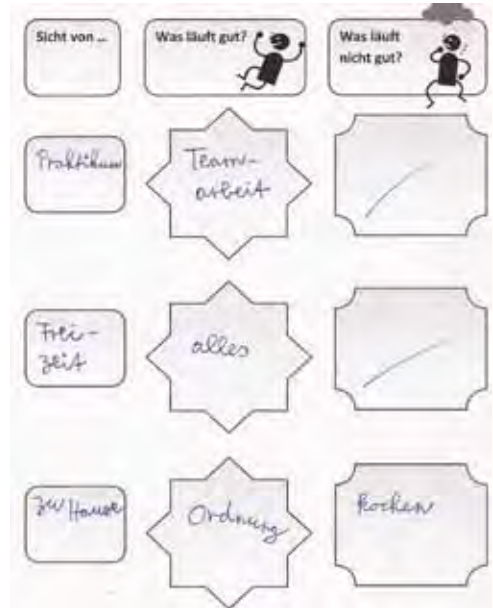 Sicht von ...
Was läuft gut?
Was läuft
nicht gut?
Praktikum
Team-
arbeit
Frei-
zeit
alles
zu Hause
Ordnung
kochen